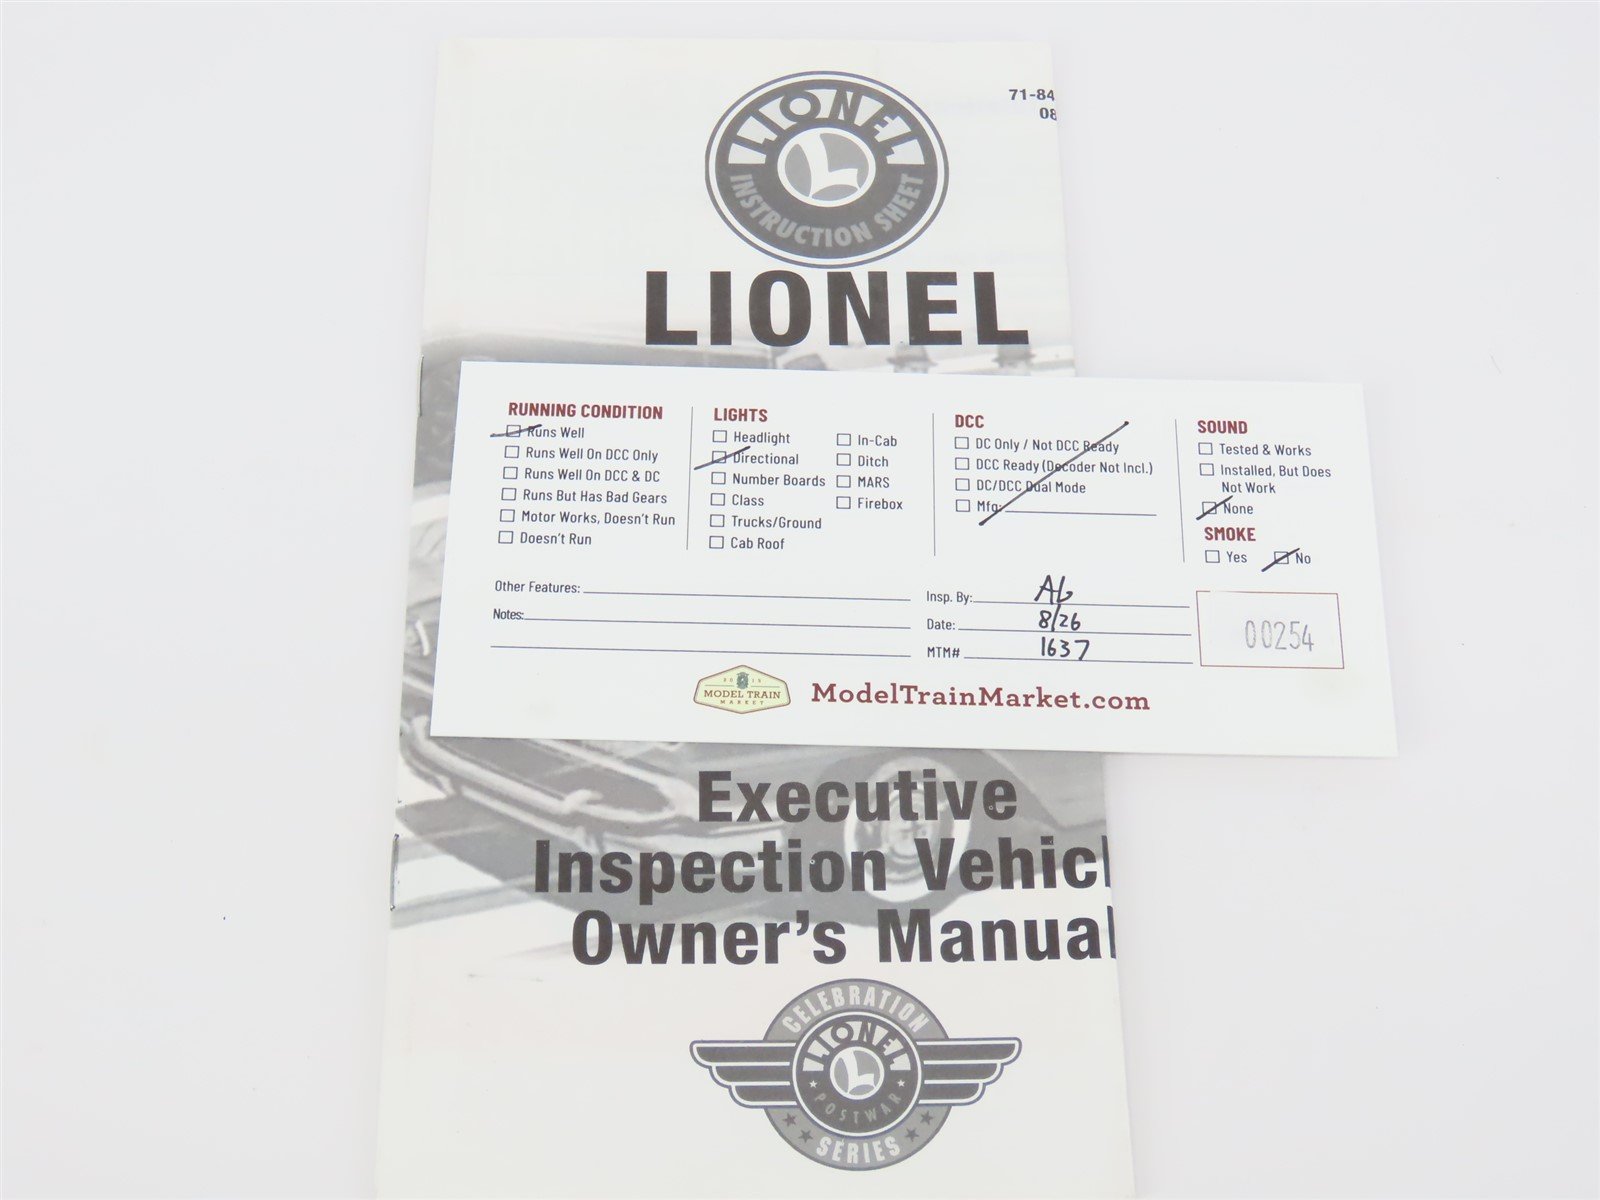 LIONEL
INSTRUCTION SHEET
71-84
08
LIONEL
RUNNING CONDITION
Runs Well
Runs Well On DCC Only
Runs Well On DCC & DC
Runs But Has Bad Gears
Motor Works, Doesn't Run
Doesn't Run
LIGHTS
Headlight
Directional
Number Boards
Class
Trucks/Ground
Cab Roof
In-Cab
Ditch
MARS
Firebox
DCC
DC Only / Not DCC Ready
DCC Ready (Decoder Not Incl.)
DC/DCC Dual Mode
Mfg:
SOUND
Tested & Works
Installed, But Does
Not Work
None
SMOKE
Yes No
Other Features:
Notes:
Insp. By: AG
Date: 8/26
MTM# 1637
00254
2015
MODEL TRAIN
MARKET
ModelTrainMarket.com
Executive
Inspection Vehicl
Owner's Manual
CELEBRATION
LIONEL
POSTWAR
SERIES